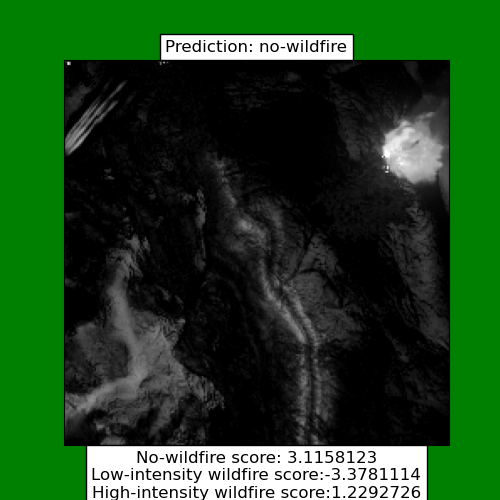 Prediction: no-wildfire
No-wildfire score: 3.1158123
Low-intensity wildfire score:-3.3781114
High-intensity wildfire score:1.2292726